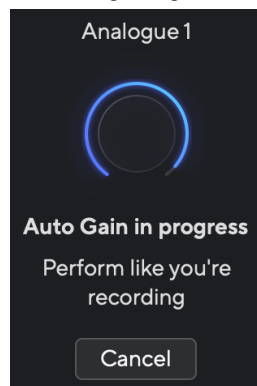 Analogue 1
Auto Gain in progress
Perform like you're
recording
Cancel